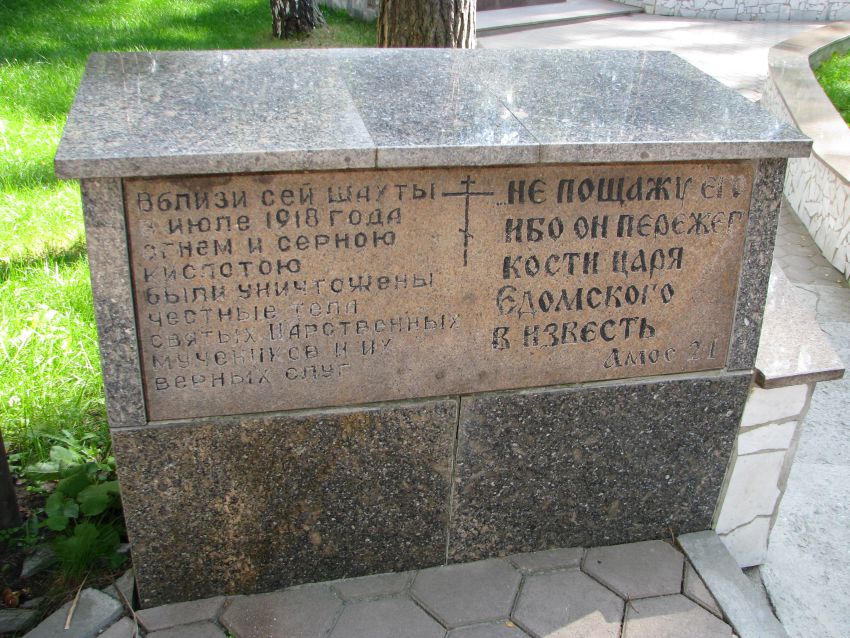 Вблизи сей шахты
в июле 1918 года
огнем и серною
кислотою
были уничтожены
честные тела
святых царственных
мучеников и их
верных слуг
...не пощажу его
ибо он пережег
кости царя
Едомского
в известь
Амос 2 1